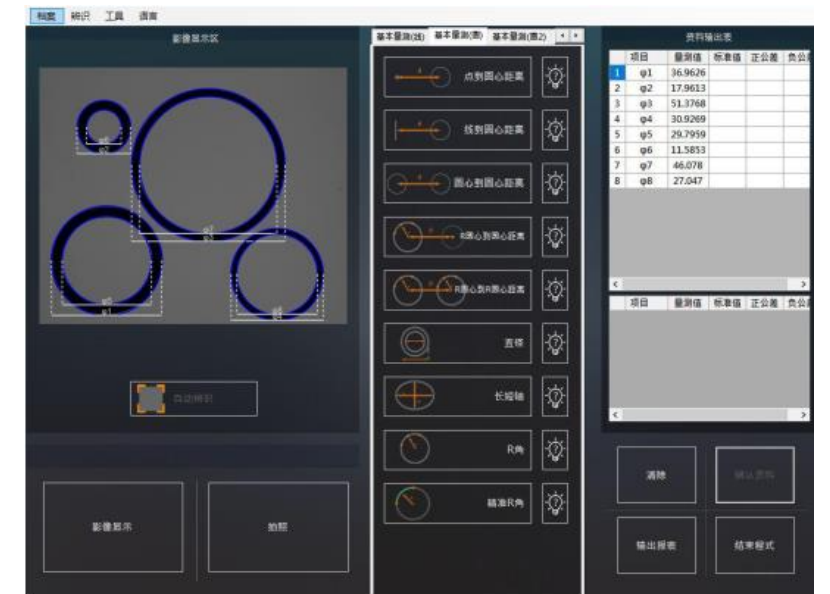 档案 辨识 工具 语言
影像显示区
基本量测(线) 基本量测(圆) 基本量测(圆2)
资料输出表
点到圆心距离
线到圆心距离
圆心到圆心距离
R圆心到圆心距离
R圆心到R圆心距离
直径
长短轴
R角
精准R角
项目 量测值 标准值 正公差 负公差
1 φ1 36.9626
2 φ2 17.9613
3 φ3 51.3768
4 φ4 30.9269
5 φ5 29.7959
6 φ6 11.5853
7 φ7 46.078
8 φ8 27.047
项目 量测值 标准值 正公差 负公差
影像显示 拍照
清除 确认资料
输出报表 结束程式